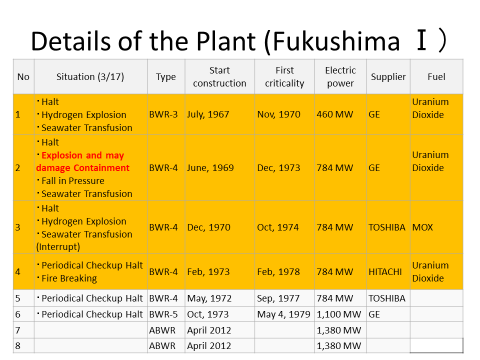 Details of the Plant (Fukushima Ⅰ)
No Situation (3/17) Type Start construction First criticality Electric power Supplier Fuel
1 ・Halt ・Hydrogen Explosion ・Seawater Transfusion BWR-3 July, 1967 Nov, 1970 460 MW GE Uranium Dioxide
2 ・Halt ・Explosion and may damage Containment ・Fall in Pressure ・Seawater Transfusion BWR-4 June, 1969 Dec, 1973 784 MW GE Uranium Dioxide
3 ・Halt ・Hydrogen Explosion ・Seawater Transfusion (Interrupt) BWR-4 Dec, 1970 Oct, 1974 784 MW TOSHIBA MOX
4 ・Periodical Checkup Halt ・Fire Breaking BWR-4 Feb, 1973 Feb, 1978 784 MW HITACHI Uranium Dioxide
5 ・Periodical Checkup Halt BWR-4 May, 1972 Sep, 1977 784 MW TOSHIBA
6 ・Periodical Checkup Halt BWR-5 Oct, 1973 May 4, 1979 1,100 MW GE
7 ABWR April 2012 1,380 MW
8 ABWR April 2012 1,380 MW